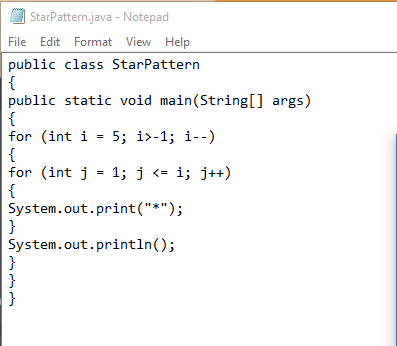 StarPattern.java - Notepad
File Edit Format View Help
public class StarPattern
{
public static void main(String[] args)
{
for (int i = 5; i>-1; i--)
{
for (int j = 1; j <= i; j++)
{
System.out.print("*");
}
System.out.println();
}
}
}